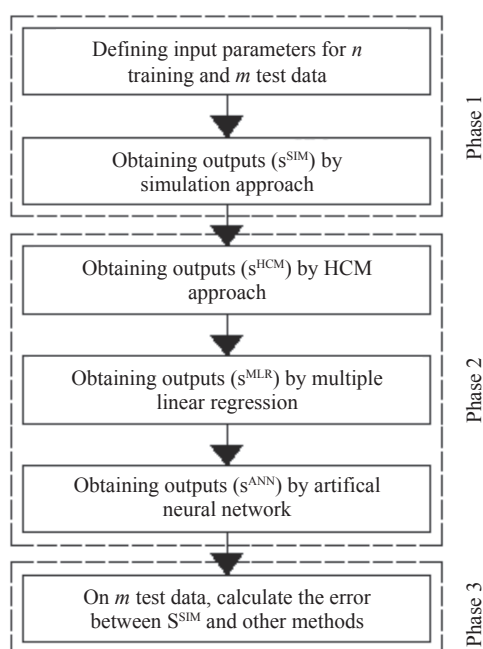 Defining input parameters for n
training and m test data
Obtaining outputs (s^SIM) by
simulation approach
Phase 1
Obtaining outputs (s^HCM) by HCM
approach
Obtaining outputs (s^MLR) by multiple
linear regression
Obtaining outputs (s^ANN) by artifical
neural network
Phase 2
On m test data, calculate the error
between S^SIM and other methods
Phase 3